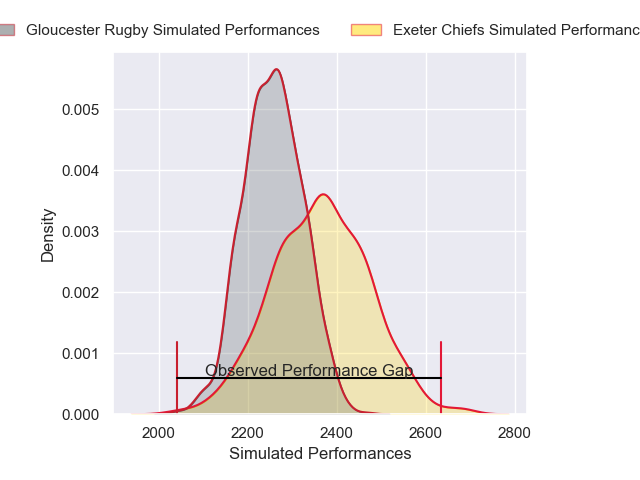 Gloucester Rugby Simulated Performances
Exeter Chiefs Simulated Performanc
0.005
0.004
0.003
0.002
0.001
0.000
Density
Observed Performance Gap
2000 2200 2400 2600 2800
Simulated Performances